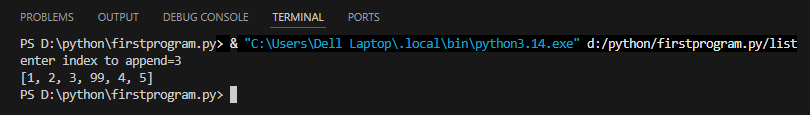 PROBLEMS OUTPUT DEBUG CONSOLE TERMINAL PORTS
PS D:\python\firstprogram.py> & "C:\Users\Dell Laptop\.local\bin\python3.14.exe" d:/python/firstprogram.py/list
enter index to append=3
[1, 2, 3, 99, 4, 5]
PS D:\python\firstprogram.py>